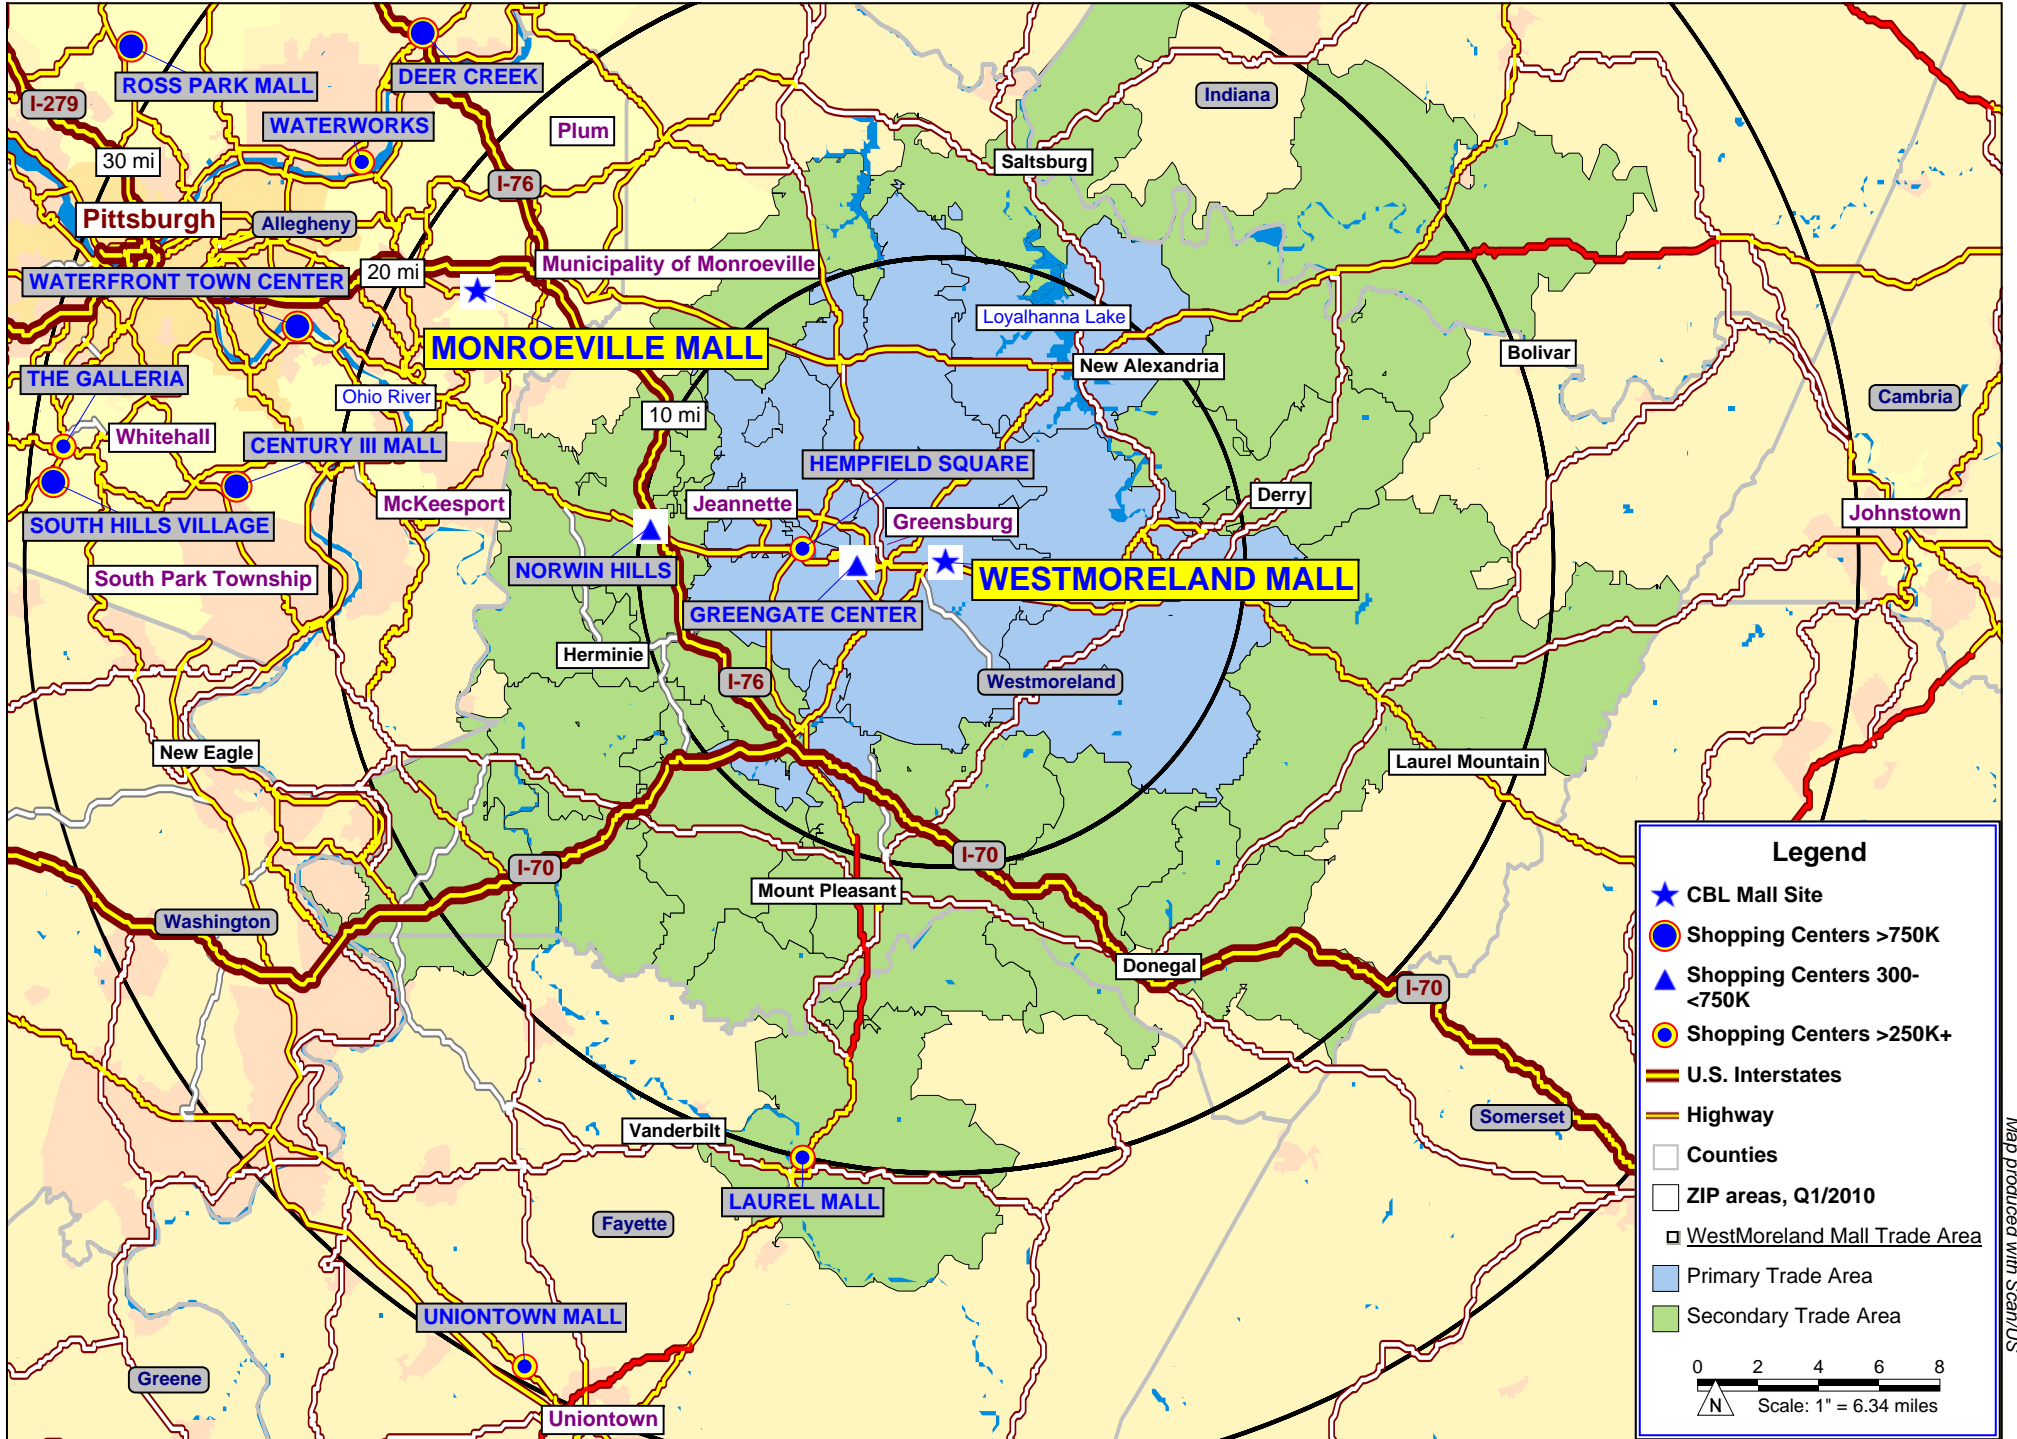 ROSS PARK MALL
DEER CREEK
I-279
WATERWORKS
Plum
Indiana
30 mi
Saltsburg
I-76
Pittsburgh
Allegheny
Municipality of Monroeville
WATERFRONT TOWN CENTER
20 mi
Loyalhanna Lake
MONROEVILLE MALL
New Alexandria
Bolivar
THE GALLERIA
Ohio River
Cambria
10 mi
Whitehall
CENTURY III MALL
HEMPFIELD SQUARE
McKeesport
Jeannette
Derry
SOUTH HILLS VILLAGE
Greensburg
Johnstown
NORWIN HILLS
South Park Township
WESTMORELAND MALL
GREENGATE CENTER
Herminie
I-76
Westmoreland
New Eagle
Laurel Mountain
I-70
I-70
Mount Pleasant
Washington
Donegal
I-70
Vanderbilt
Somerset
LAUREL MALL
Fayette
UNIONTOWN MALL
Greene
Uniontown
Legend
CBL Mall Site
Shopping Centers >750K
Shopping Centers 300-
<750K
Shopping Centers >250K+
U.S. Interstates
Highway
Counties
ZIP areas, Q1/2010
WestMoreland Mall Trade Area
Primary Trade Area
Secondary Trade Area
0 2 4 6 8
N
Scale: 1" = 6.34 miles
Map produced with Scan/US